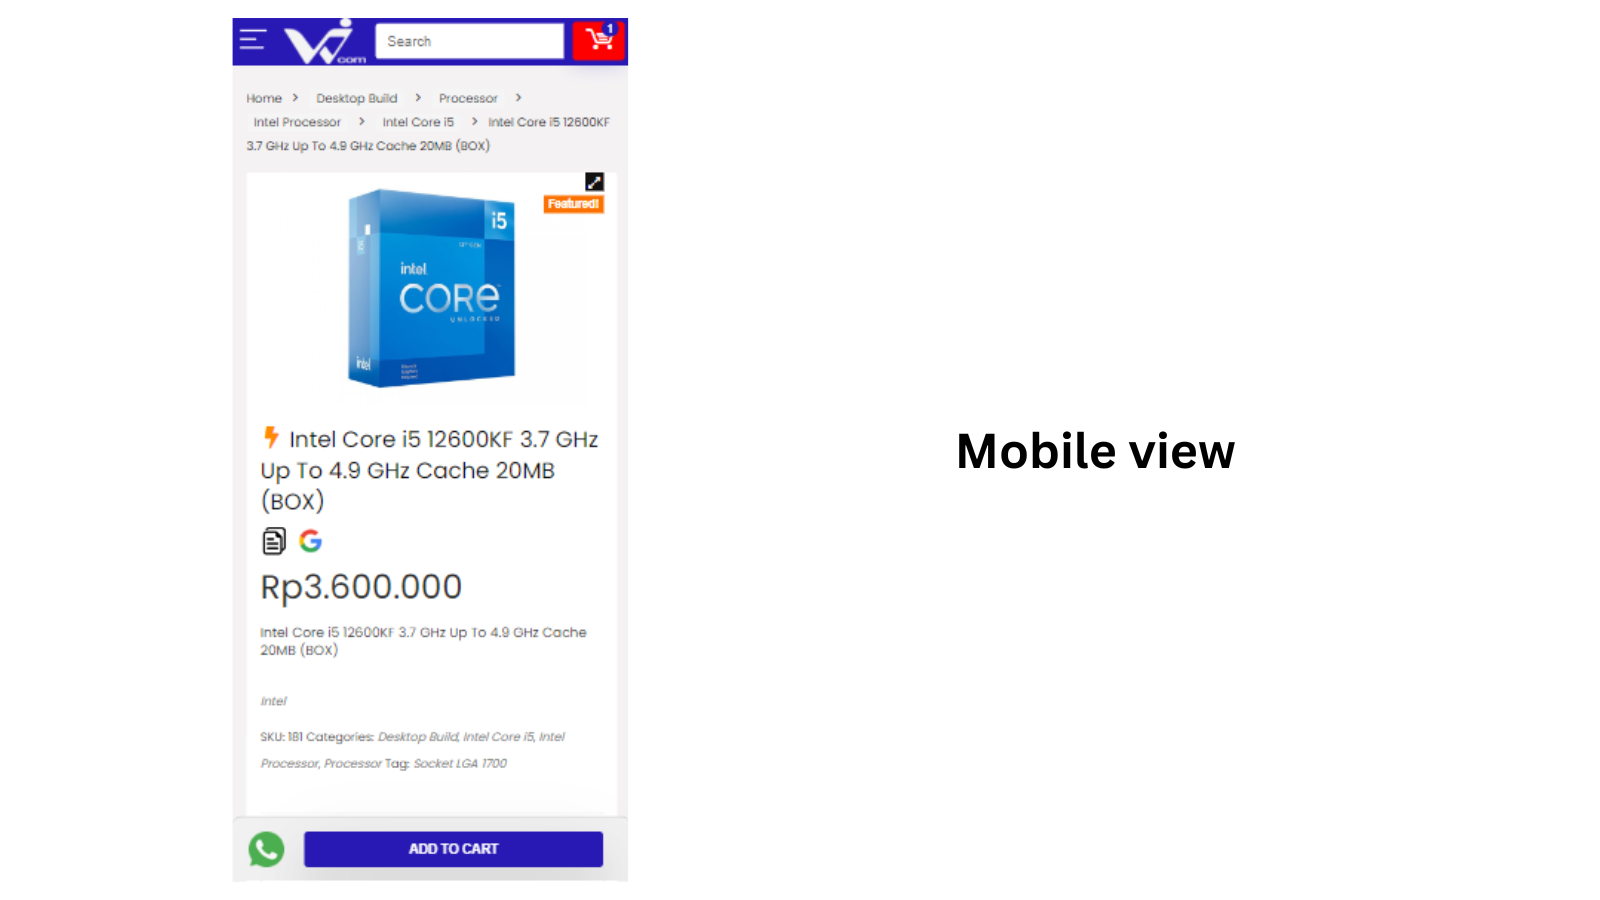 Vi com
Search
1
Home > Desktop Build > Processor >
Intel Processor > Intel Core i5 > Intel Core i5 12600KF
3.7 GHz Up To 4.9 GHz Cache 20MB (BOX)
Featured!
i5
intel
CORE
UNLOCKED
intel
Intel Core i5 12600KF 3.7 GHz
Up To 4.9 GHz Cache 20MB
(BOX)
G
Rp3.600.000
Intel Core i5 12600KF 3.7 GHz Up To 4.9 GHz Cache
20MB (BOX)
Intel
SKU: 181 Categories: Desktop Build, Intel Core i5, Intel
Processor, Processor Tag: Socket LGA 1700
ADD TO CART
Mobile view